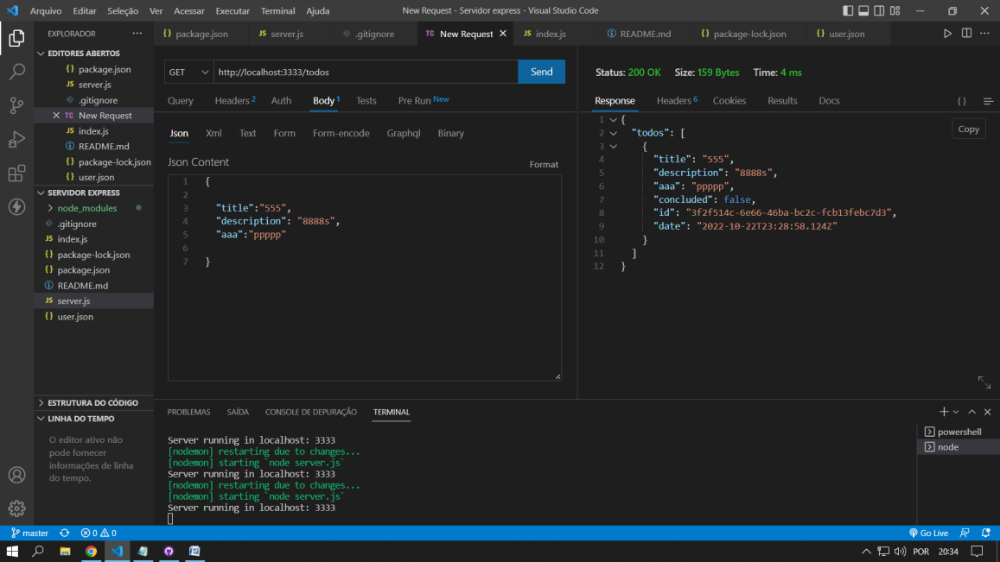 Arquivo Editar Seleção Ver Acessar Executar Terminal Ajuda New Request - Servidor express - Visual Studio Code
EXPLORADOR ···
EDITORES ABERTOS
{} package.json
JS server.js
.gitignore
TC New Request
JS index.js
README.md
{} package-lock.json
{} user.json
SERVIDOR EXPRESS
node_modules
.gitignore
JS index.js
{} package-lock.json
{} package.json
README.md
JS server.js
{} user.json
ESTRUTURA DO CÓDIGO
LINHA DO TEMPO
O editor ativo não
pode fornecer
informações de linha
do tempo.
{} package.json JS server.js .gitignore TC New Request JS index.js README.md {} package-lock.json {} user.json
GET http://localhost:3333/todos Send
Query Headers 2 Auth Body 1 Tests Pre Run New
Json Xml Text Form Form-encode Graphql Binary
Json Content Format
1 {
2
3 "title":"555",
4 "description": "8888s",
5 "aaa":"ppppp"
6
7 }
Status: 200 OK Size: 159 Bytes Time: 4 ms
Response Headers 6 Cookies Results Docs {}
Copy
1 {
2 "todos": [
3 {
4 "title": "555",
5 "description": "8888s",
6 "aaa": "ppppp",
7 "concluded": false,
8 "id": "3f2f514c-6e66-46ba-bc2c-fcb13febc7d3",
9 "date": "2022-10-22T23:28:58.124Z"
10 }
11 ]
12 }
PROBLEMAS SAÍDA CONSOLE DE DEPURAÇÃO TERMINAL
Server running in localhost: 3333
[nodemon] restarting due to changes...
[nodemon] starting `node server.js`
Server running in localhost: 3333
[nodemon] restarting due to changes...
[nodemon] starting `node server.js`
Server running in localhost: 3333
powershell
node
master 0 0 Go Live
POR 20:34